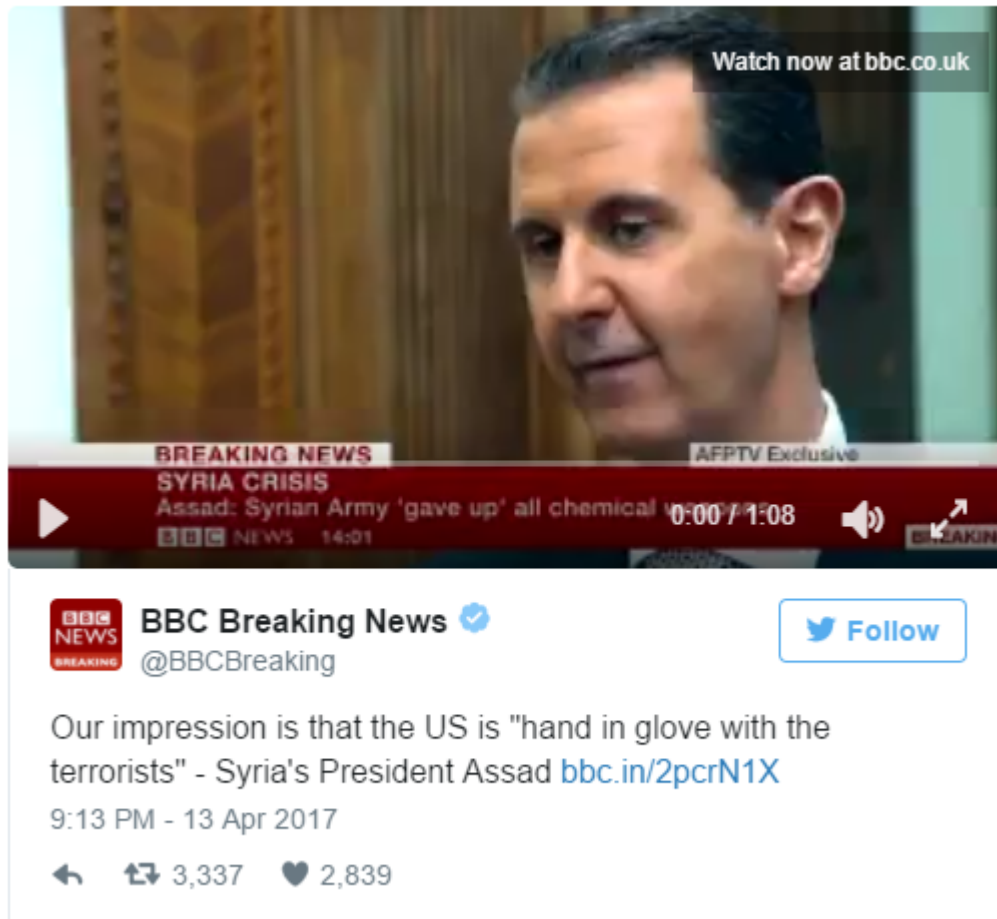 Watch now at bbc.co.uk
BREAKING NEWS
AFPTV Exclusive
SYRIA CRISIS
Assad: Syrian Army 'gave up' all chemical
0:00 / 1:08
BBC NEWS 14:01
BBC
NEWS
BREAKING
BBC Breaking News
@BBCBreaking
Follow
Our impression is that the US is "hand in glove with the
terrorists" - Syria's President Assad bbc.in/2pcrN1X
9:13 PM - 13 Apr 2017
3,337 2,839